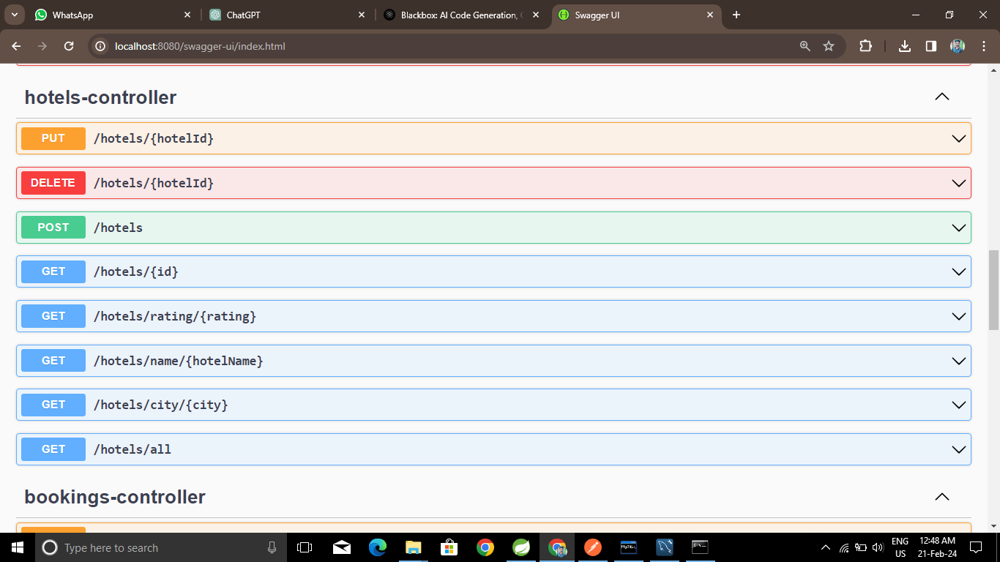 WhatsApp
ChatGPT
Blackbox: AI Code Generation,
Swagger UI
localhost:8080/swagger-ui/index.html
hotels-controller
PUT /hotels/{hotelId}
DELETE /hotels/{hotelId}
POST /hotels
GET /hotels/{id}
GET /hotels/rating/{rating}
GET /hotels/name/{hotelName}
GET /hotels/city/{city}
GET /hotels/all
bookings-controller
Type here to search
MySQL
ENG
US
12:48 AM
21-Feb-24